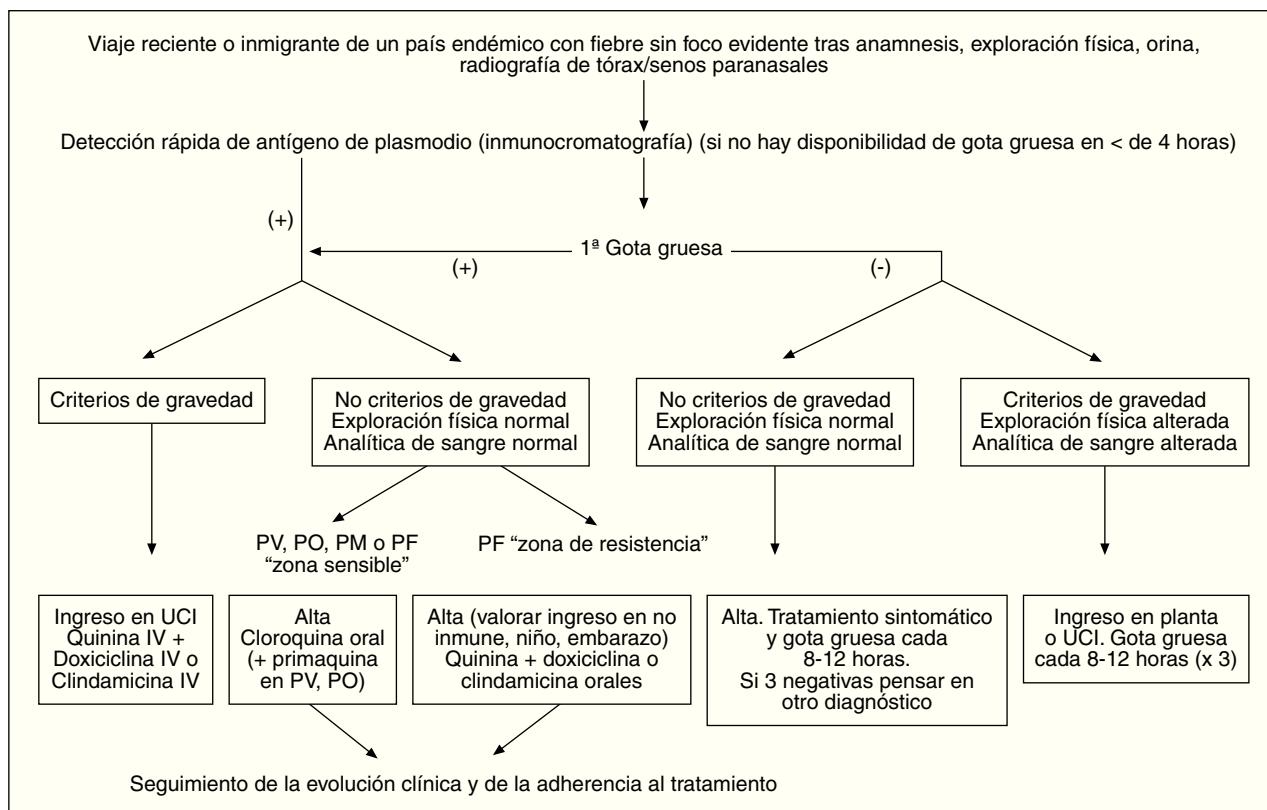 Viaje reciente o inmigrante de un país endémico con fiebre sin foco evidente tras anamnesis, exploración física, orina,
radiografía de tórax/senos paranasales
Detección rápida de antígeno de plasmodio (inmunocromatografía) (si no hay disponibilidad de gota gruesa en < de 4 horas)
(+)
1ª Gota gruesa
(+)
(-)
Criterios de gravedad
No criterios de gravedad
Exploración física normal
Analítica de sangre normal
No criterios de gravedad
Exploración física normal
Analítica de sangre normal
Criterios de gravedad
Exploración física alterada
Analítica de sangre alterada
PV, PO, PM o PF
“zona sensible”
PF “zona de resistencia”
Ingreso en UCI
Quinina IV +
Doxiciclina IV o
Clindamicina IV
Alta
Cloroquina oral
(+ primaquina
en PV, PO)
Alta (valorar ingreso en no
inmune, niño, embarazo)
Quinina + doxiciclina o
clindamicina orales
Alta. Tratamiento sintomático
y gota gruesa cada
8-12 horas.
Si 3 negativas pensar en
otro diagnóstico
Ingreso en planta
o UCI. Gota gruesa
cada 8-12 horas (x 3)
Seguimiento de la evolución clínica y de la adherencia al tratamiento